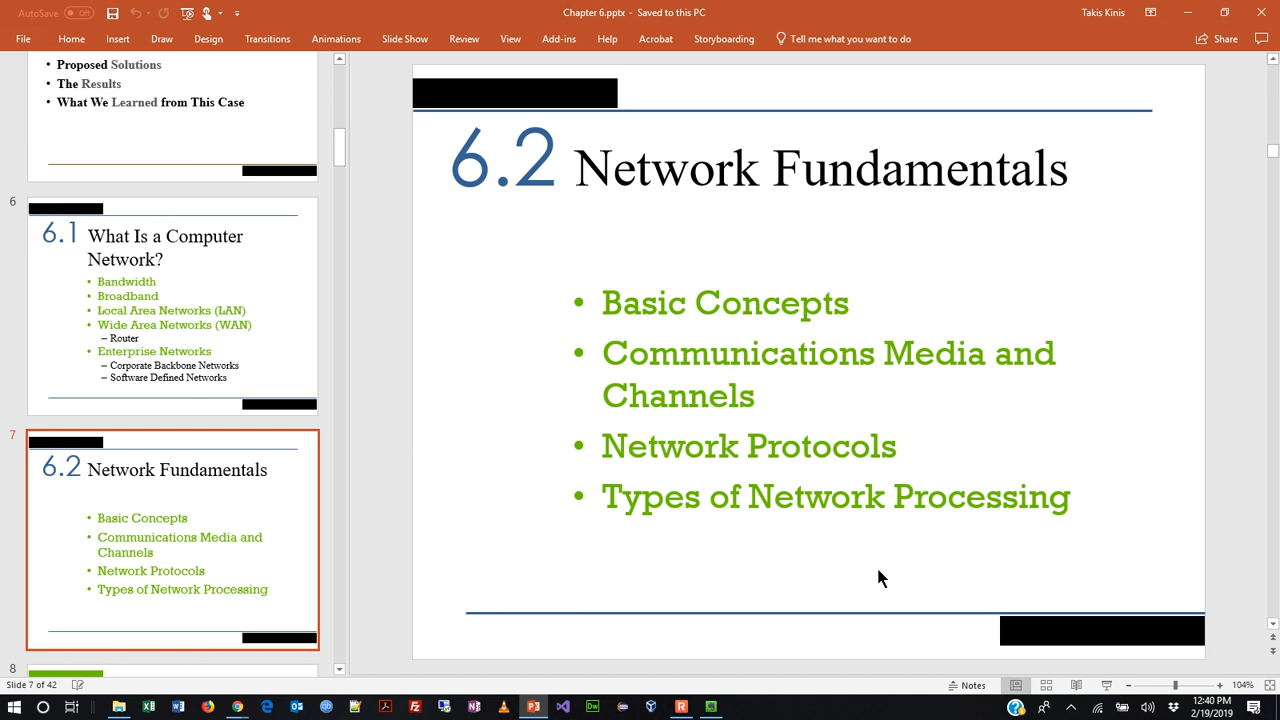 AutoSave Off
Chapter 6.pptx - Saved to this PC
Takis Kinis
File Home Insert Draw Design Transitions Animations Slide Show Review View Add-ins Help Acrobat Storyboarding Tell me what you want to do Share
• Proposed Solutions
• The Results
• What We Learned from This Case
6
6.1 What Is a Computer
Network?
• Bandwidth
• Broadband
• Local Area Networks (LAN)
• Wide Area Networks (WAN)
– Router
• Enterprise Networks
– Corporate Backbone Networks
– Software Defined Networks
7
6.2 Network Fundamentals
• Basic Concepts
• Communications Media and
Channels
• Network Protocols
• Types of Network Processing
8
6.2 Network Fundamentals
• Basic Concepts
• Communications Media and
Channels
• Network Protocols
• Types of Network Processing
Slide 7 of 42
Notes
104%
12:40 PM
2/19/2019